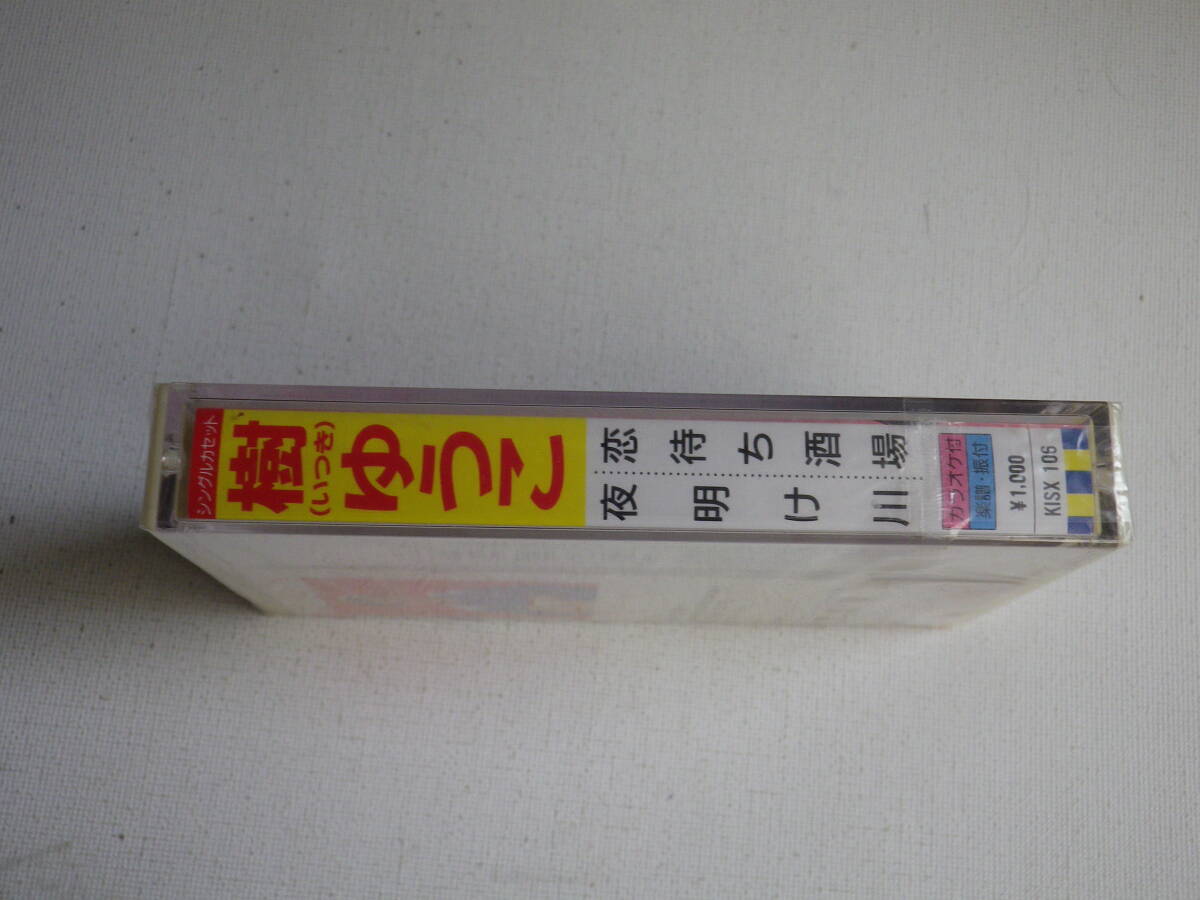 シングルカセット
樹
(いつき)
ゆうこ
恋待ち酒場
夜明け川
カラオケ付
楽譜・振付
¥1,000
KISX 106